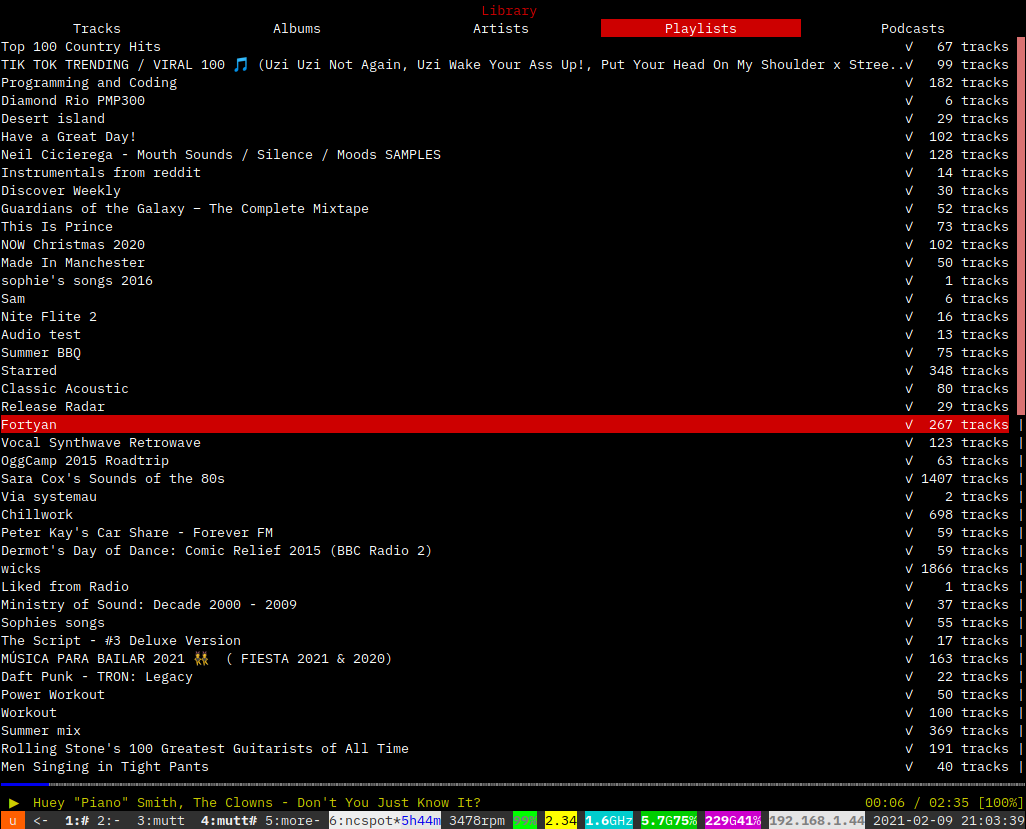 Library
Tracks Albums Artists Playlists Podcasts
Top 100 Country Hits √ 67 tracks
TIK TOK TRENDING / VIRAL 100 🎵 (Uzi Uzi Not Again, Uzi Wake Your Ass Up!, Put Your Head On My Shoulder x Stree..√ 99 tracks
Programming and Coding √ 182 tracks
Diamond Rio PMP300 √ 6 tracks
Desert island √ 29 tracks
Have a Great Day! √ 102 tracks
Neil Cicierega - Mouth Sounds / Silence / Moods SAMPLES √ 128 tracks
Instrumentals from reddit √ 14 tracks
Discover Weekly √ 30 tracks
Guardians of the Galaxy – The Complete Mixtape √ 52 tracks
This Is Prince √ 73 tracks
NOW Christmas 2020 √ 102 tracks
Made In Manchester √ 50 tracks
sophie's songs 2016 √ 1 tracks
Sam √ 6 tracks
Nite Flite 2 √ 16 tracks
Audio test √ 13 tracks
Summer BBQ √ 75 tracks
Starred √ 348 tracks
Classic Acoustic √ 80 tracks
Release Radar √ 29 tracks
Fortyan √ 267 tracks |
Vocal Synthwave Retrowave √ 123 tracks |
OggCamp 2015 Roadtrip √ 63 tracks |
Sara Cox's Sounds of the 80s √ 1407 tracks |
Via systemau √ 2 tracks |
Chillwork √ 698 tracks |
Peter Kay's Car Share - Forever FM √ 59 tracks |
Dermot's Day of Dance: Comic Relief 2015 (BBC Radio 2) √ 59 tracks |
wicks √ 1866 tracks |
Liked from Radio √ 1 tracks |
Ministry of Sound: Decade 2000 - 2009 √ 37 tracks |
Sophies songs √ 55 tracks |
The Script - #3 Deluxe Version √ 17 tracks |
MÚSICA PARA BAILAR 2021 👯 ( FIESTA 2021 & 2020) √ 163 tracks |
Daft Punk - TRON: Legacy √ 22 tracks |
Power Workout √ 50 tracks |
Workout √ 100 tracks |
Summer mix √ 369 tracks |
Rolling Stone's 100 Greatest Guitarists of All Time √ 191 tracks |
Men Singing in Tight Pants √ 40 tracks |
▶ Huey "Piano" Smith, The Clowns - Don't You Just Know It? 00:06 / 02:35 [100%]
u <- 1:# 2:- 3:mutt 4:mutt# 5:more- 6:ncspot*5h44m 3478rpm 99% 2.34 1.6GHz 5.7G75% 229G41% 192.168.1.44 2021-02-09 21:03:39